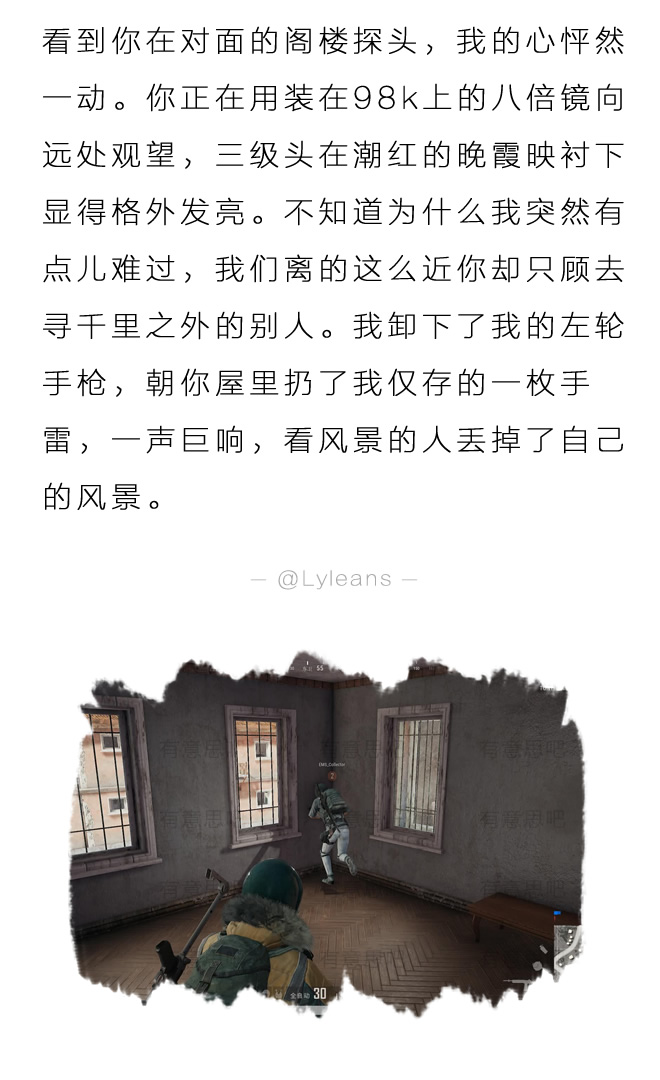 看到你在对面的阁楼探头，我的心怦然
一动。你正在用装在98k上的八倍镜向
远处观望，三级头在潮红的晚霞映衬下
显得格外发亮。不知道为什么我突然有
点儿难过，我们离的这么近你却只顾去
寻千里之外的别人。我卸下了我的左轮
手枪，朝你屋里扔了我仅存的一枚手
雷，一声巨响，看风景的人丢掉了自己
的风景。
— @Lyleans —
55
有意思吧 有意思吧 有意思吧
2
有意思吧 有意思吧
全自动 30